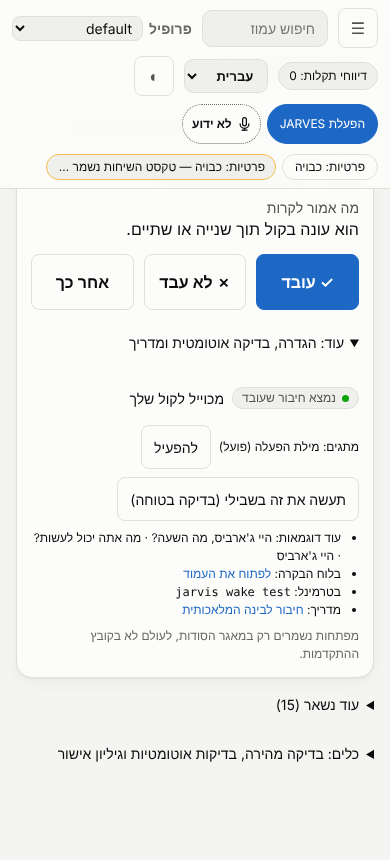 ☰
חיפוש עמוד
פרופיל
default
דיווחי תקלות: 0
עברית
הפעלת JARVES
לא ידוע
פרטיות: כבויה
פרטיות: כבויה — טקסט השיחות נשמר ...
מה אמור לקרות
הוא עונה בקול תוך שנייה או שתיים.
✓ עובד
× לא עבד
אחר כך
▼ עוד: הגדרה, בדיקה אוטומטית ומדריך
נמצא חיבור שעובד
מכוייל לקול שלך
מתגים: מילת הפעלה (פועל)
להפעיל
תעשה את זה בשבילי (בדיקה בטוחה)
• עוד דוגמאות: היי ג'ארביס, מה השעה? · מה אתה יכול לעשות?
· היי ג'ארביס
• בלוח הבקרה: לפתוח את העמוד
• בטרמינל: jarvis wake test
• מדריך: חיבור לבינה המלאכותית
מפתחות נשמרים רק במאגר הסודות, לעולם לא בקובץ
ההתקדמות.
◀ עוד נשאר (15)
◀ כלים: בדיקה מהירה, בדיקות אוטומטיות וגיליון אישור